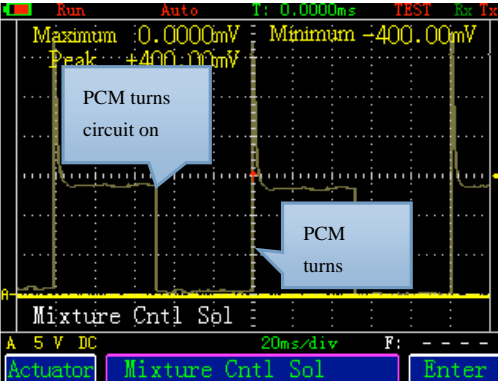 Run Auto T: 0.0000ms TEST Rx Tx
Maximum :0.0000mV Minimum -400.00mV
Peak +400.00mV
PCM turns
circuit on
PCM
turns
A-
Mixture Cntl Sol
A 5 V DC 20ms/div F: - - - -
Actuator Mixture Cntl Sol Enter